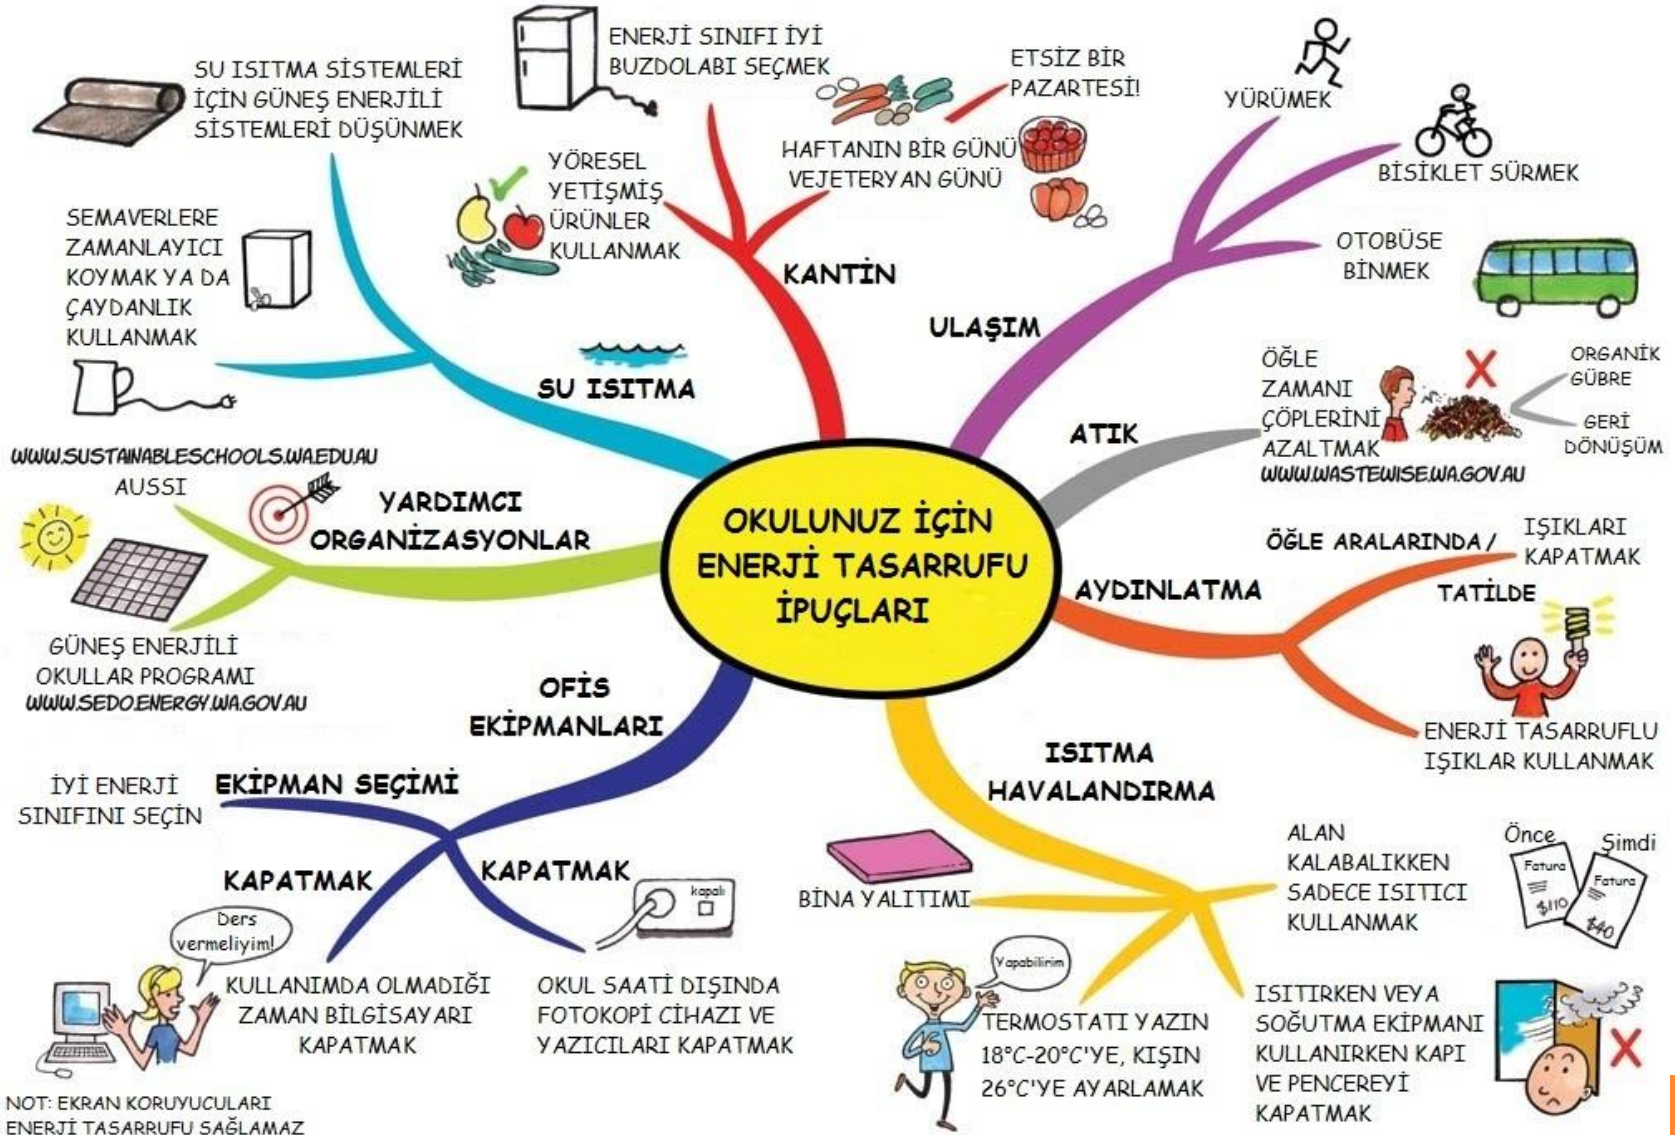 SU ISITMA SİSTEMLERİ
İÇİN GÜNEŞ ENERJİLİ
SİSTEMLERİ DÜŞÜNMEK
SEMAVERLERE
ZAMANLAYICI
KOYMAK YA DA
ÇAYDANLIK
KULLANMAK
SU ISITMA
ENERJİ SINIFI İYİ
BUZDOLABI SEÇMEK
YÖRESEL
YETİŞMİŞ
ÜRÜNLER
KULLANMAK
ETSİZ BİR
PAZARTESİ!
HAFTANIN BİR GÜNÜ
VEJETERYAN GÜNÜ
KANTİN
YÜRÜMEK
BİSİKLET SÜRMEK
OTOBÜSE
BİNMEK
ULAŞIM
ATIK
ÖĞLE
ZAMANI
ÇÖPLERİNİ
AZALTMAK
WWW.WASTEWISE.WA.GOV.AU
ORGANİK
GÜBRE
GERİ
DÖNÜŞÜM
WWW.SUSTAINABLESCHOOLS.WA.EDU.AU
AUSSI
YARDIMCI
ORGANİZASYONLAR
GÜNEŞ ENERJİLİ
OKULLAR PROGRAMI
WWW.SEDO.ENERGY.WA.GOV.AU
OKULUNUZ İÇİN
ENERJİ TASARRUFU
İPUÇLARI
AYDINLATMA
ÖĞLE ARALARINDA /
TATİLDE
IŞIKLARI
KAPATMAK
ENERJİ TASARRUFLU
IŞIKLAR KULLANMAK
OFİS
EKİPMANLARI
EKİPMAN SEÇİMİ
İYİ ENERJİ
SINIFINI SEÇİN
KAPATMAK
Ders
vermeliyim!
KULLANIMDA OLMADIĞI
ZAMAN BİLGİSAYARI
KAPATMAK
NOT: EKRAN KORUYUCULARI
ENERJİ TASARRUFU SAĞLAMAZ
KAPATMAK
kapalı
OKUL SAATİ DIŞINDA
FOTOKOPİ CİHAZI VE
YAZICILARI KAPATMAK
ISITMA
HAVALANDIRMA
BİNA YALITIMI
Yapabilirim
TERMOSTATI YAZIN
18°C-20°C'YE, KIŞIN
26°C'YE AYARLAMAK
ALAN
KALABALIKKEN
SADECE ISITICI
KULLANMAK
Önce
Fatura
$110
Şimdi
Fatura
$40
ISITIRKEN VEYA
SOĞUTMA EKİPMANI
KULLANIRKEN KAPI
VE PENCEREYİ
KAPATMAK